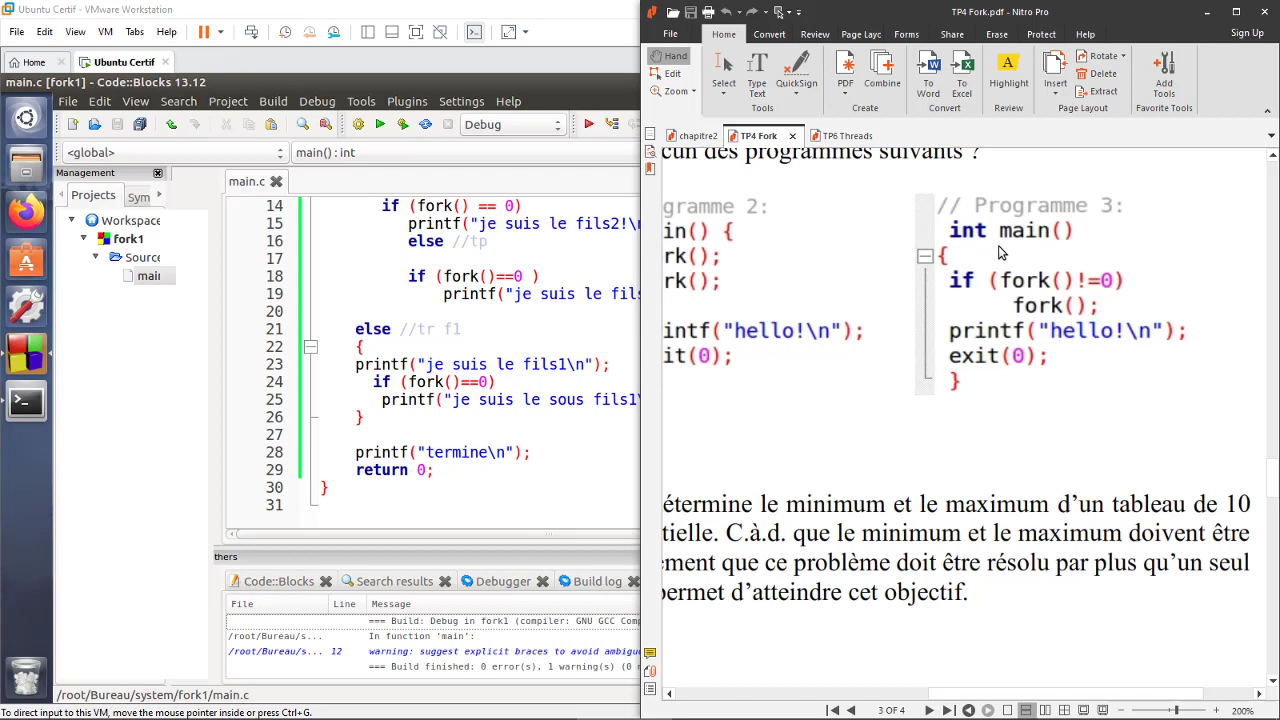 Ubuntu Certif - VMware Workstation
File Edit View VM Tabs Help
Home
Ubuntu Certif
main.c [fork1] - Code::Blocks 13.12
File Edit View Search Project Build Debug Tools Plugins Settings Help
Debug
<global>
main() : int
Management
Projects
Sym
Workspace
fork1
Sourc
main
main.c
14 if (fork() == 0)
15 printf("je suis le fils2!\n
16 else //tp
17
18 if (fork()==0 )
19 printf("je suis le fils
20
21 else //tr f1
22 {
23 printf("je suis le fils1\n");
24 if (fork()==0)
25 printf("je suis le sous fils1\
26 }
27
28 printf("termine\n");
29 return 0;
30 }
31
thers
Code::Blocks
Search results
Debugger
Build log
File Line Message
=== Build: Debug in fork1 (compiler: GNU GCC Comp
/root/Bureau/s... In function 'main':
/root/Bureau/s... 12 warning: suggest explicit braces to avoid ambigu
=== Build finished: 0 error(s), 1 warning(s) (0 m
/root/Bureau/system/fork1/main.c
To direct input to this VM, move the mouse pointer inside or press Ctrl+G.
TP4 Fork.pdf - Nitro Pro
File Home Convert Review Page Layc Forms Share Erase Protect Help
Sign Up
Hand
Edit
Zoom
Select
Type Text
QuickSign
Tools
PDF
Combine
Create
To Word
To Excel
Convert
Highlight
Review
Insert
Rotate
Delete
Extract
Page Layout
Add Tools
Favorite Tools
chapitre2
TP4 Fork
TP6 Threads
cun des programmes suivants ?
gramme 2:
in() {
rk();
rk();
intf("hello!\n");
it(0);
// Programme 3:
int main()
{
if (fork()!=0)
fork();
printf("hello!\n");
exit(0);
}
étermine le minimum et le maximum d'un tableau de 10
tielle. C.à.d. que le minimum et le maximum doivent être
ement que ce problème doit être résolu par plus qu'un seul
permet d'atteindre cet objectif.
3 OF 4
200%